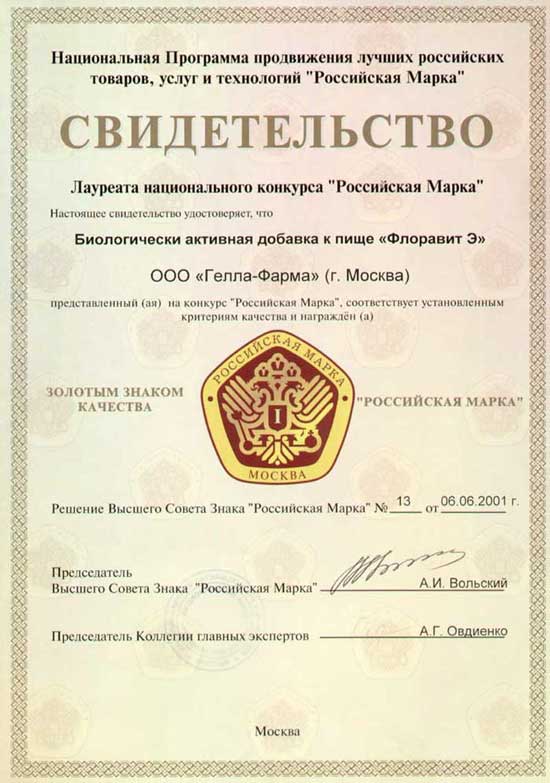 Национальная Программа продвижения лучших российских
товаров, услуг и технологий "Российская Марка"
СВИДЕТЕЛЬСТВО
Лауреата национального конкурса "Российская Марка"
Настоящее свидетельство удостоверяет, что
Биологически активная добавка к пище «Флоравит Э»
ООО «Гелла-Фарма» (г. Москва)
представленный (ая) на конкурс "Российская Марка", соответствует установленным
критериям качества и награждён (а)
РОССИЙСКАЯ МАРКА
I
МОСКВА
ЗОЛОТЫМ ЗНАКОМ
КАЧЕСТВА
"РОССИЙСКАЯ МАРКА"
Решение Высшего Совета Знака "Российская Марка" № 13 от 06.06.2001 г.
Председатель
Высшего Совета Знака "Российская Марка" А.И. Вольский
Председатель Коллегии главных экспертов А.Г. Овдиенко
Москва